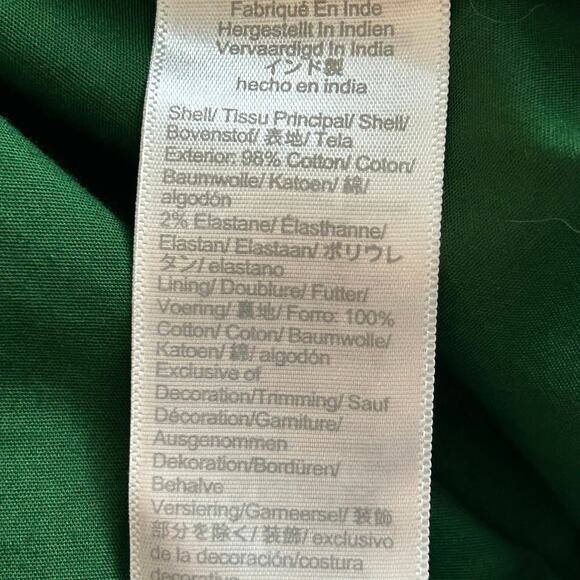 Fabriqué En Inde
Hergestellt In Indien
Vervaardigd In India
インド製
hecho en india
Shell/ Tissu Principal/ Shell/
Bovenstof/ 表地/ Tela
Exterior: 98% Cotton/ Coton/
Baumwolle/ Katoen/ 綿/
algodón
2% Elastane/ Élasthanne/
Elastan/ Elastaan/ ポリウレ
タン/ elastano
Lining/ Doublure/ Futter/
Voering/ 裏地/ Forro: 100%
Cotton/ Coton/ Baumwolle/
Katoen/ 綿/ algodón
Exclusive of
Decoration/Trimming/ Sauf
Décoration/Garniture/
Ausgenommen
Dekoration/Bordüren/
Behalve
Versiering/Garneersel/ 装飾
部分を除く/ 装飾/ exclusivo
de la decoración/costura
decorativa